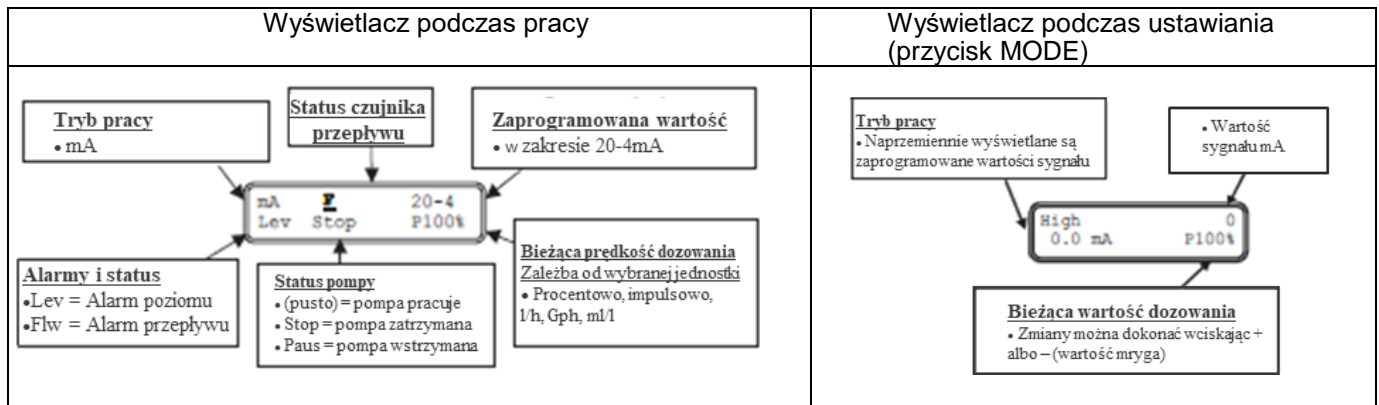 Wyświetlacz podczas pracy
Wyświetlacz podczas ustawiania
(przycisk MODE)
Tryb pracy
• mA
Status czujnika
przepływu
Zaprogramowana wartość
• w zakresie 20-4mA
mA F 20-4
Lev Stop P100%
Alarmy i status
•Lev = Alarm poziomu
•Flw = Alarm przepływu
Status pompy
• (pusto) = pompa pracuje
• Stop = pompa zatrzymana
• Paus = pompa wstrzymana
Bieżąca prędkość dozowania
Zależba od wybranej jednostki
• Procentowo, impulsowo,
l/h, Gph, ml/l
Tryb pracy
• Naprzemiennie wyświetlane są
zaprogramowane wartości sygnału
• Wartość
sygnału mA
High 0
0.0 mA P100%
Bieżąca wartość dozowania
• Zmiany można dokonać wciskając +
albo – (wartość mryga)